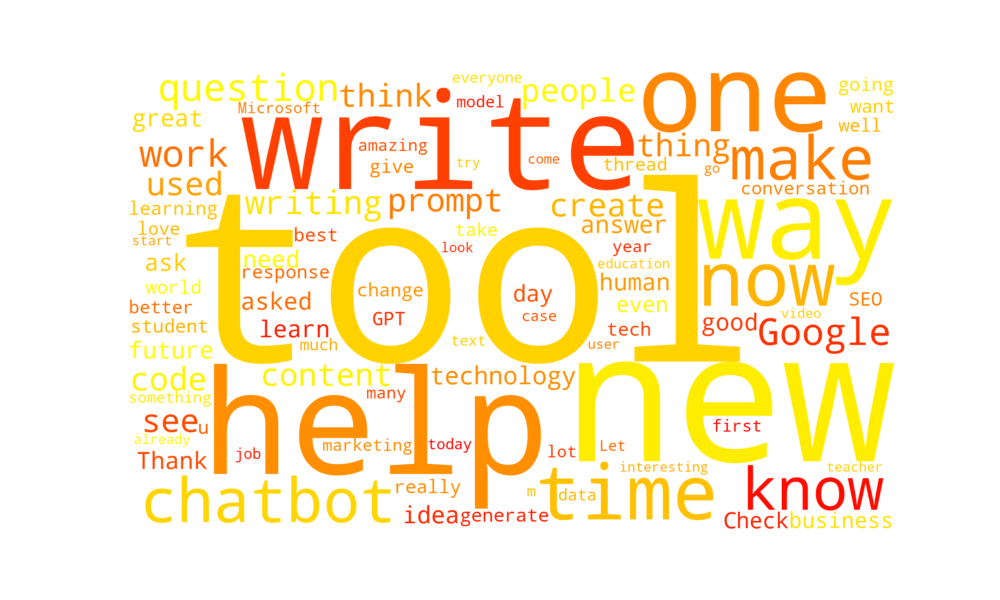 everyone
question think model people one going
Microsoft want
great write amazing thing well
work give try come thread go make
used conversation
learning writing prompt create way
love take answer
start best look year
ask need tool education now
world response human SEO
better asked change day even video
student learn GPT case tech good Google
future much text user
code content technology new
something help many
see u first
already marketing today Let
Thank job lot interesting teacher
chatbot really m data time know
idea generate Check business